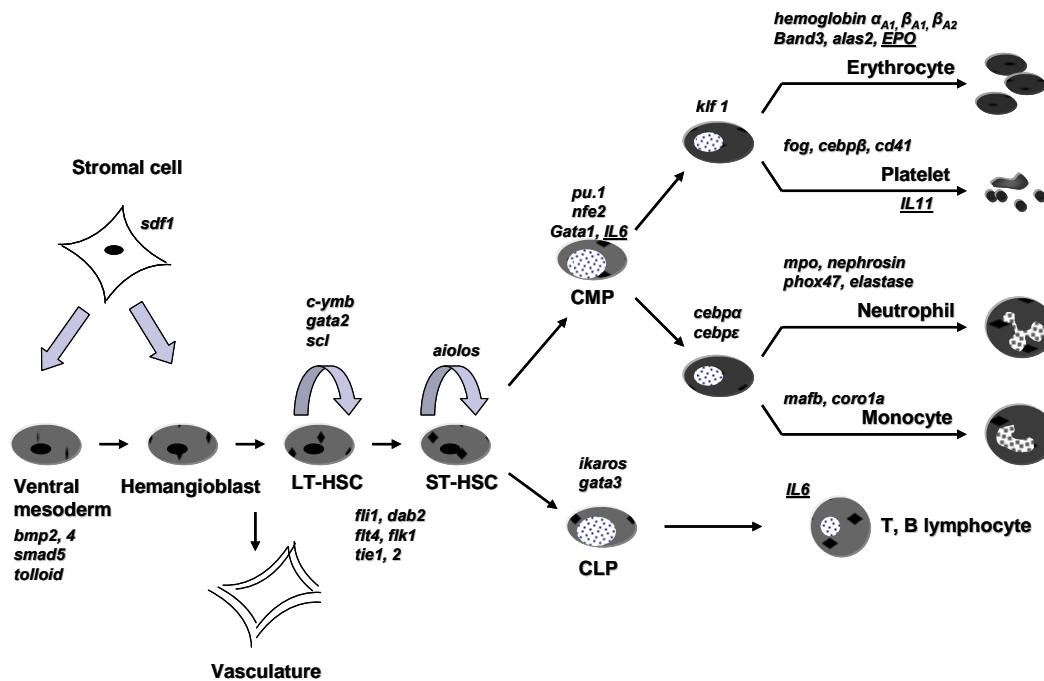 hemoglobin α_A1, β_A1, β_A2
Band3, alas2, EPO
Erythrocyte
klf 1
fog, cebpβ, cd41
Platelet
IL11
Stromal cell
sdf1
pu.1
nfe2
Gata1, IL6
CMP
mpo, nephrosin
phox47, elastase
Neutrophil
c-ymb
gata2
scl
aiolos
cebpα
cebpε
mafb, coro1a
Monocyte
Ventral
mesoderm
bmp2, 4
smad5
tolloid
Hemangioblast
LT-HSC
ST-HSC
fli1, dab2
flt4, flk1
tie1, 2
ikaros
gata3
CLP
IL6
T, B lymphocyte
Vasculature